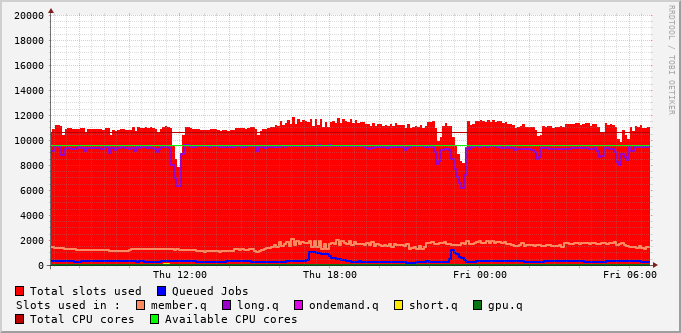 RRDTOOL / TOBI OETIKER
20000
18000
16000
14000
12000
10000
8000
6000
4000
2000
0
Thu 12:00 Thu 18:00 Fri 00:00 Fri 06:00
Total slots used Queued Jobs
Slots used in : member.q long.q ondemand.q short.q gpu.q
Total CPU cores Available CPU cores